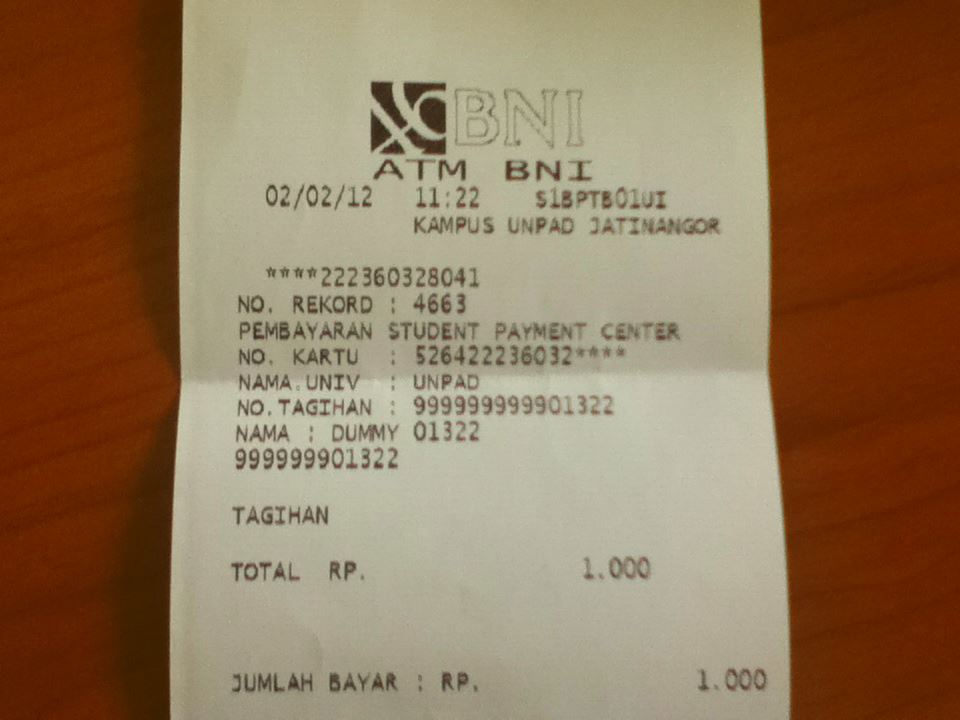 BNI
ATM BNI
02/02/12 11:22 S1BPTB01UI
KAMPUS UNPAD JATINANGOR
****222360328041
NO. REKORD : 4663
PEMBAYARAN STUDENT PAYMENT CENTER
NO. KARTU : 526422236032****
NAMA.UNIV : UNPAD
NO.TAGIHAN : 9999999999901322
NAMA : DUMMY 01322
999999901322
TAGIHAN
TOTAL RP. 1.000
JUMLAH BAYAR : RP. 1.000